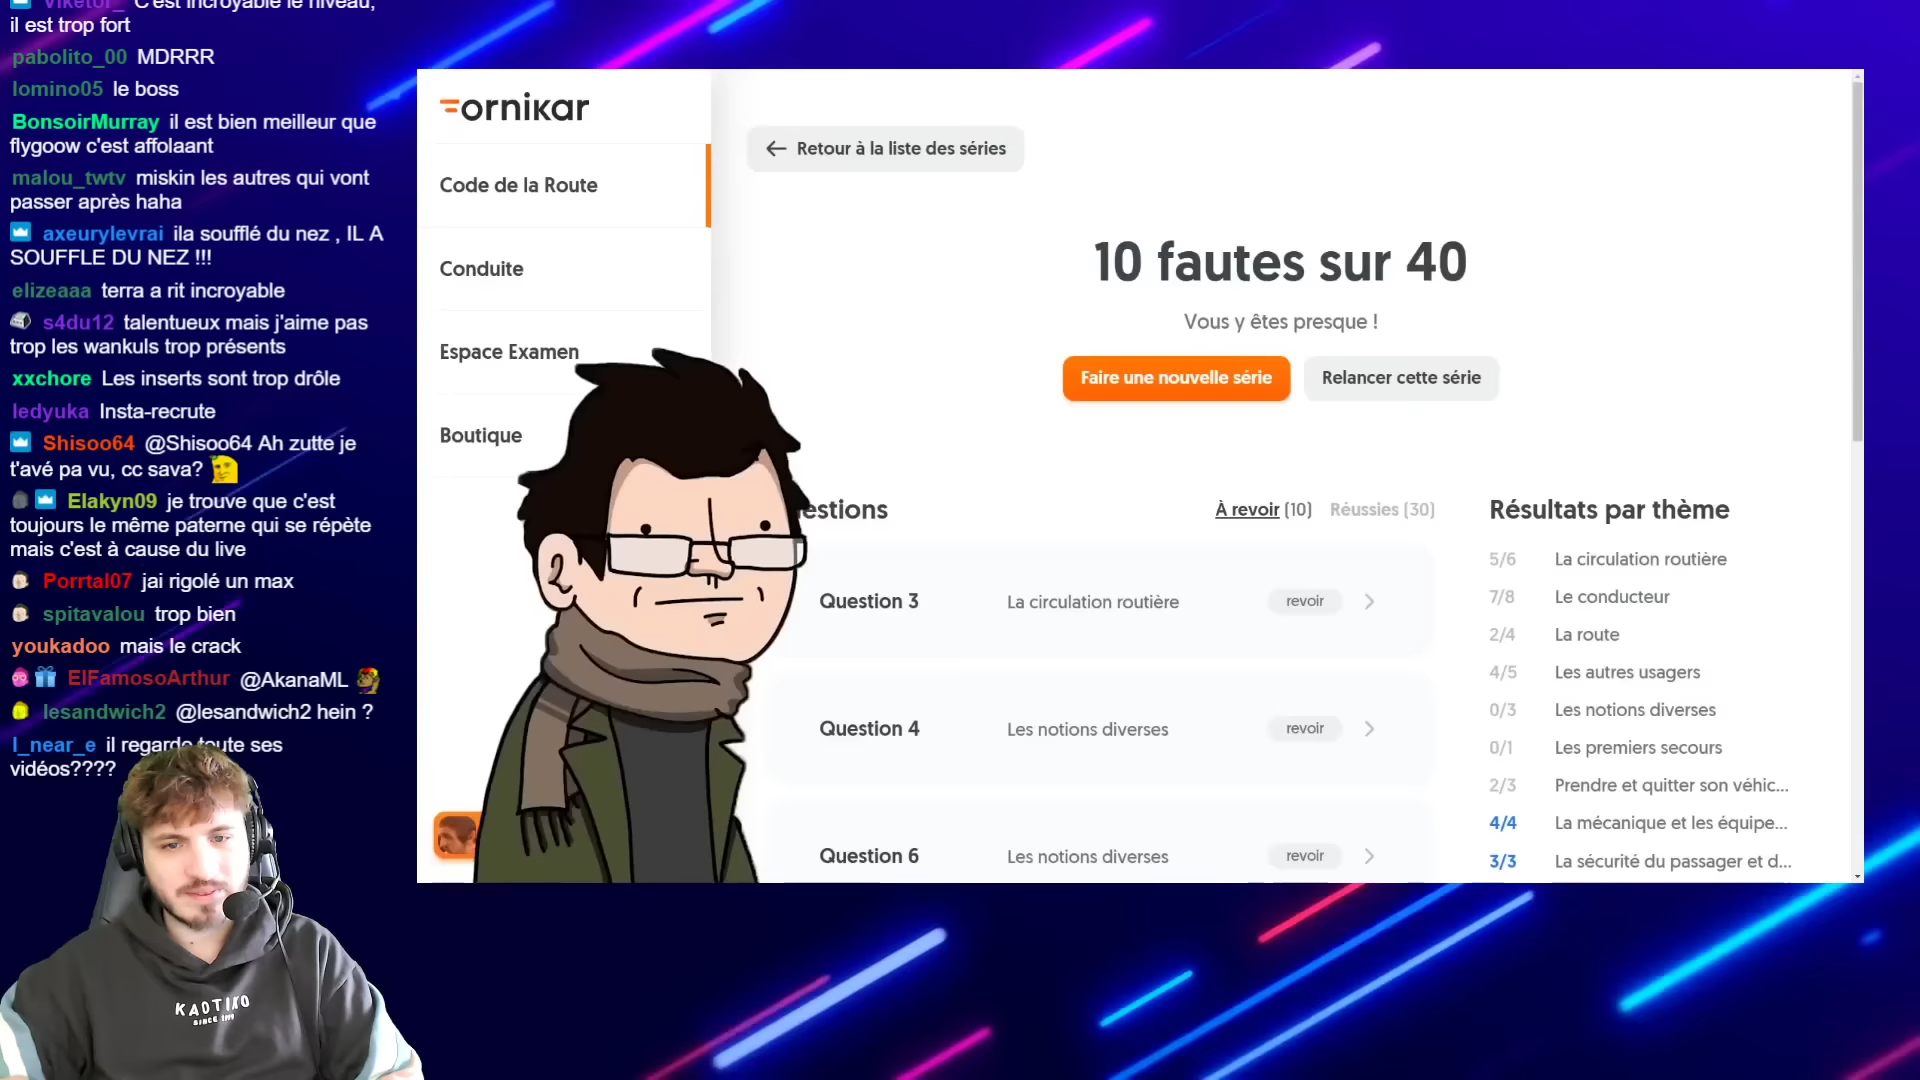 Viketor_ C'est incroyable le niveau,
il est trop fort
pabolito_00 MDRRR
lomino05 le boss
BonsoirMurray il est bien meilleur que
flygoow c'est affolaant
malou_twtv miskin les autres qui vont
passer après haha
axeurylevrai ila soufflé du nez , IL A
SOUFFLE DU NEZ !!!
elizeaaa terra a rit incroyable
s4du12 talentueux mais j'aime pas
trop les wankuls trop présents
xxchore Les inserts sont trop drôle
ledyuka Insta-recrute
Shisoo64 @Shisoo64 Ah zutte je
t'avé pa vu, cc sava?
Elakyn09 je trouve que c'est
toujours le même paterne qui se répète
mais c'est à cause du live
Porrtal07 jai rigolé un max
spitavalou trop bien
youkadoo mais le crack
ElFamosoArthur @AkanaML
lesandwich2 @lesandwich2 hein ?
l_near_e il regarde toute ses
vidéos????
KAOTIKO
SINCE 1999
ornikar
Code de la Route
Conduite
Espace Examen
Boutique
Retour à la liste des séries
10 fautes sur 40
Vous y êtes presque !
Faire une nouvelle série Relancer cette série
estions À revoir (10) Réussies (30)
Question 3 La circulation routière revoir
Question 4 Les notions diverses revoir
Question 6 Les notions diverses revoir
Résultats par thème
5/6 La circulation routière
7/8 Le conducteur
2/4 La route
4/5 Les autres usagers
0/3 Les notions diverses
0/1 Les premiers secours
2/3 Prendre et quitter son véhic...
4/4 La mécanique et les équipe...
3/3 La sécurité du passager et d...